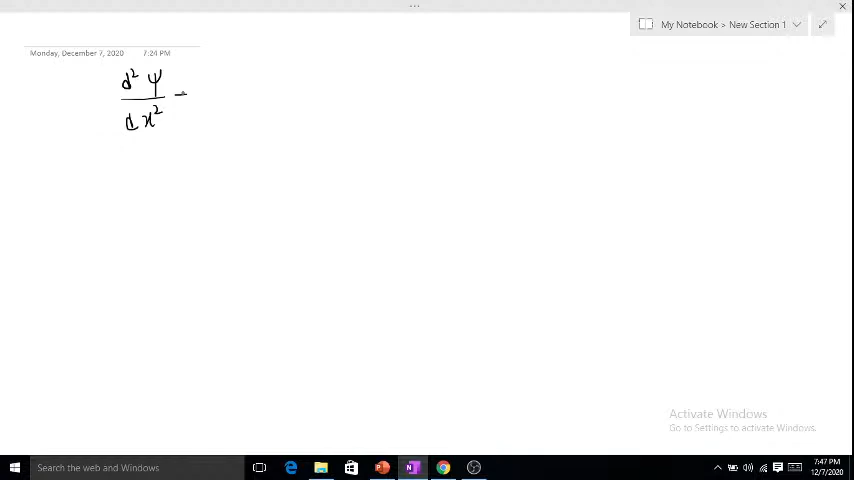 ...
My Notebook > New Section 1
Monday, December 7, 2020 7:24 PM
d² ψ
dx² -
Activate Windows
Go to Settings to activate Windows.
Search the web and Windows
7:47 PM
12/7/2020